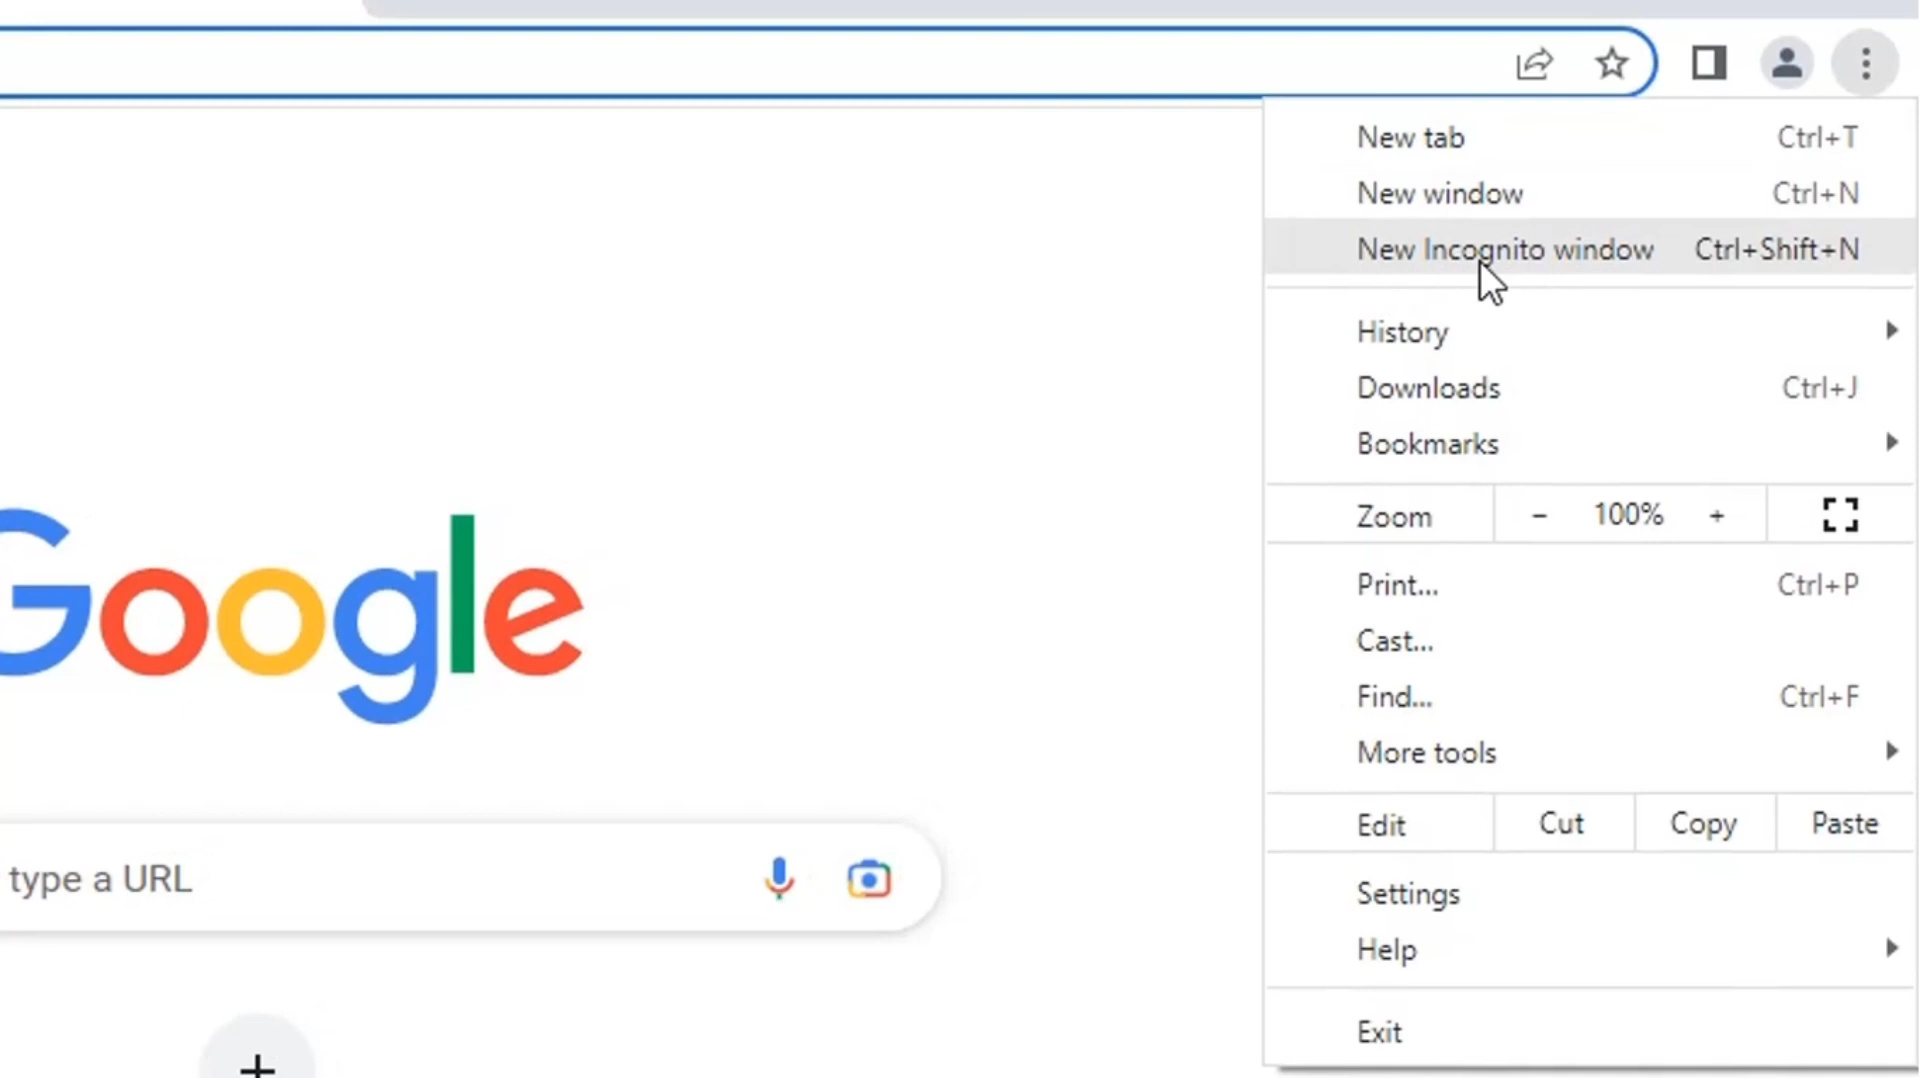 New tab Ctrl+T
New window Ctrl+N
New Incognito window Ctrl+Shift+N
History
Downloads Ctrl+J
Bookmarks
Zoom - 100% +
Google
Print... Ctrl+P
Cast...
Find... Ctrl+F
More tools
Edit Cut Copy Paste
type a URL
Settings
Help
Exit